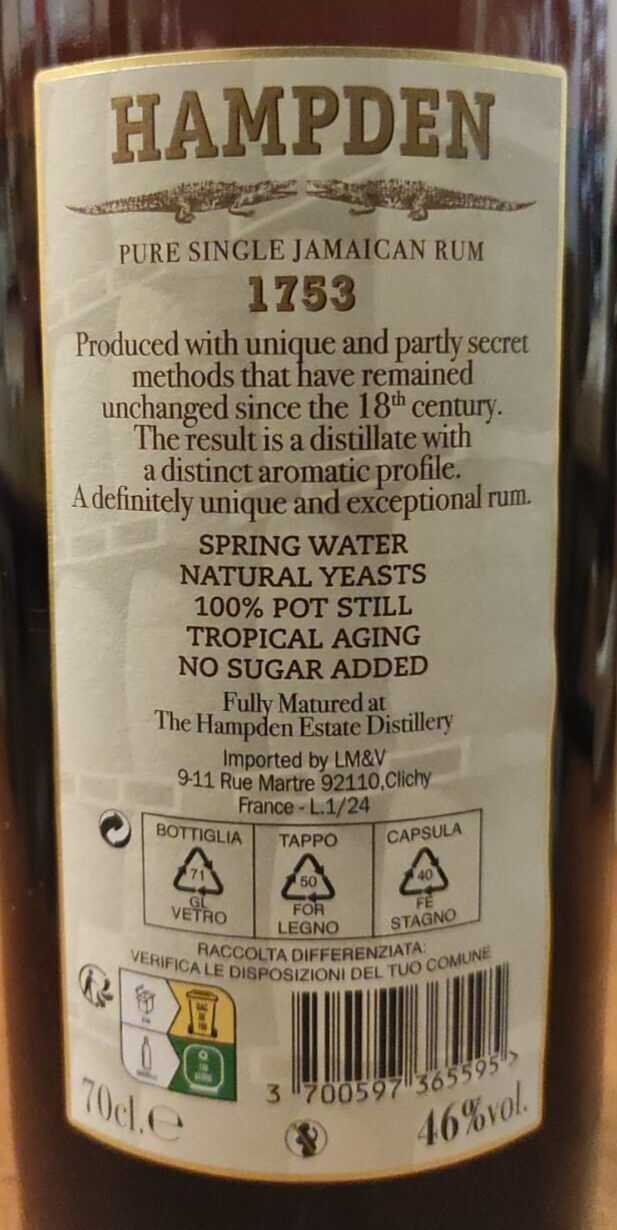 HAMPDEN
PURE SINGLE JAMAICAN RUM
1753
Produced with unique and partly secret
methods that have remained
unchanged since the 18th century.
The result is a distillate with
a distinct aromatic profile.
A definitely unique and exceptional rum.
SPRING WATER
NATURAL YEASTS
100% POT STILL
TROPICAL AGING
NO SUGAR ADDED
Fully Matured at
The Hampden Estate Distillery
Imported by LM&V
9-11 Rue Martre 92110,Clichy
France - L.1/24
BOTTIGLIA TAPPO CAPSULA
71 50 40
GL FOR FE
VETRO LEGNO STAGNO
RACCOLTA DIFFERENZIATA:
VERIFICA LE DISPOSIZIONI DEL TUO COMUNE
BAC
DE
TRI
3 700597 365595 >
70cl. e 46%vol.